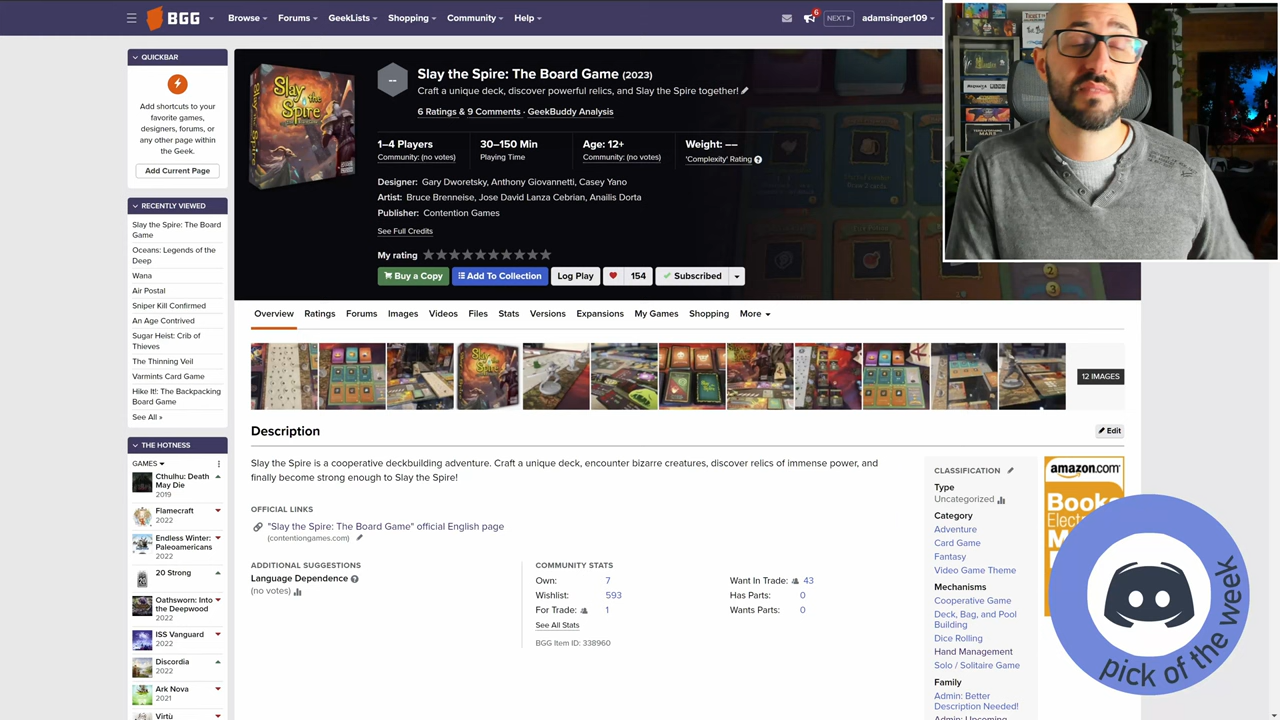 BGG
Browse
Forums
GeekLists
Shopping
Community
Help
6
NEXT
adamsinger109
QUICKBAR
Add shortcuts to your
favorite games,
designers, forums, or
any other page within
the Geek.
Add Current Page
RECENTLY VIEWED
Slay the Spire: The Board
Game
Oceans: Legends of the
Deep
Wana
Air Postal
Sniper Kill Confirmed
An Age Contrived
Sugar Heist: Crib of
Thieves
The Thinning Veil
Varmints Card Game
Hike It!: The Backpacking
Board Game
See All »
THE HOTNESS
GAMES
Cthulhu: Death
May Die
2019
Flamecraft
2022
Endless Winter:
Paleoamericans
2022
20 Strong
Oathsworn: Into
the Deepwood
2022
ISS Vanguard
2022
Discordia
2022
Ark Nova
2021
Virtù
Slay the Spire
--
Slay the Spire: The Board Game (2023)
Craft a unique deck, discover powerful relics, and Slay the Spire together!
6 Ratings & 9 Comments · GeekBuddy Analysis
1–4 Players
Community: (no votes)
30–150 Min
Playing Time
Age: 12+
Community: (no votes)
Weight: ––
'Complexity' Rating
Designer: Gary Dworetsky, Anthony Giovannetti, Casey Yano
Artist: Bruce Brenneise, Jose David Lanza Cebrian, Anailis Dorta
Publisher: Contention Games
See Full Credits
My rating
Buy a Copy
Add To Collection
Log Play
154
Subscribed
Overview
Ratings
Forums
Images
Videos
Files
Stats
Versions
Expansions
My Games
Shopping
More
12 IMAGES
Description
Edit
Slay the Spire is a cooperative deckbuilding adventure. Craft a unique deck, encounter bizarre creatures, discover relics of immense power, and
finally become strong enough to Slay the Spire!
OFFICIAL LINKS
"Slay the Spire: The Board Game" official English page
(contentiongames.com)
ADDITIONAL SUGGESTIONS
Language Dependence
(no votes)
COMMUNITY STATS
Own: 7
Wishlist: 593
For Trade: 1
See All Stats
BGG Item ID: 338960
Want In Trade: 43
Has Parts: 0
Wants Parts: 0
CLASSIFICATION
Type
Uncategorized
Category
Adventure
Card Game
Fantasy
Video Game Theme
Mechanisms
Cooperative Game
Deck, Bag, and Pool
Building
Dice Rolling
Hand Management
Solo / Solitaire Game
Family
Admin: Better
Description Needed!
Admin: Upcoming
amazon.com
Books
pick of the week